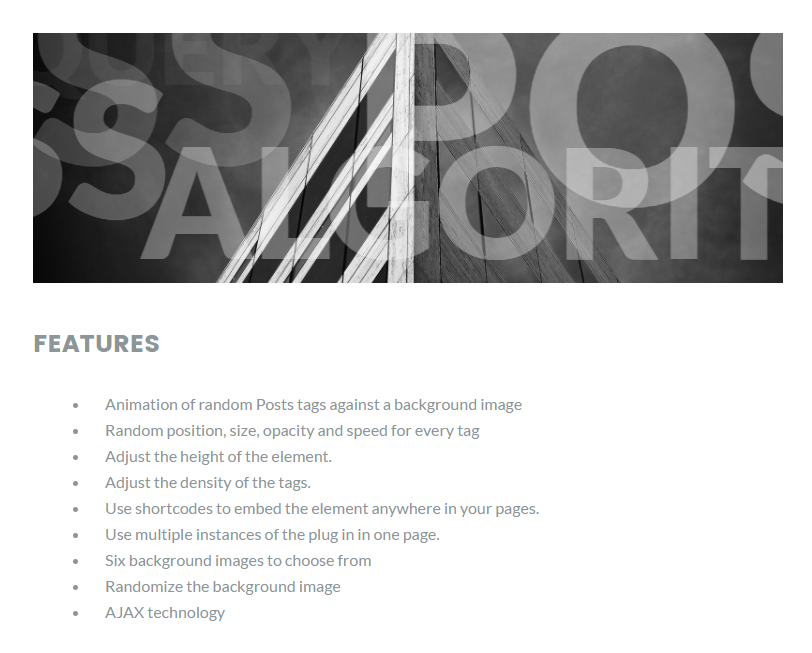 QUERY
ALGORIT
POS
SS
FEATURES
Animation of random Posts tags against a background image
Random position, size, opacity and speed for every tag
Adjust the height of the element.
Adjust the density of the tags.
Use shortcodes to embed the element anywhere in your pages.
Use multiple instances of the plug in in one page.
Six background images to choose from
Randomize the background image
AJAX technology